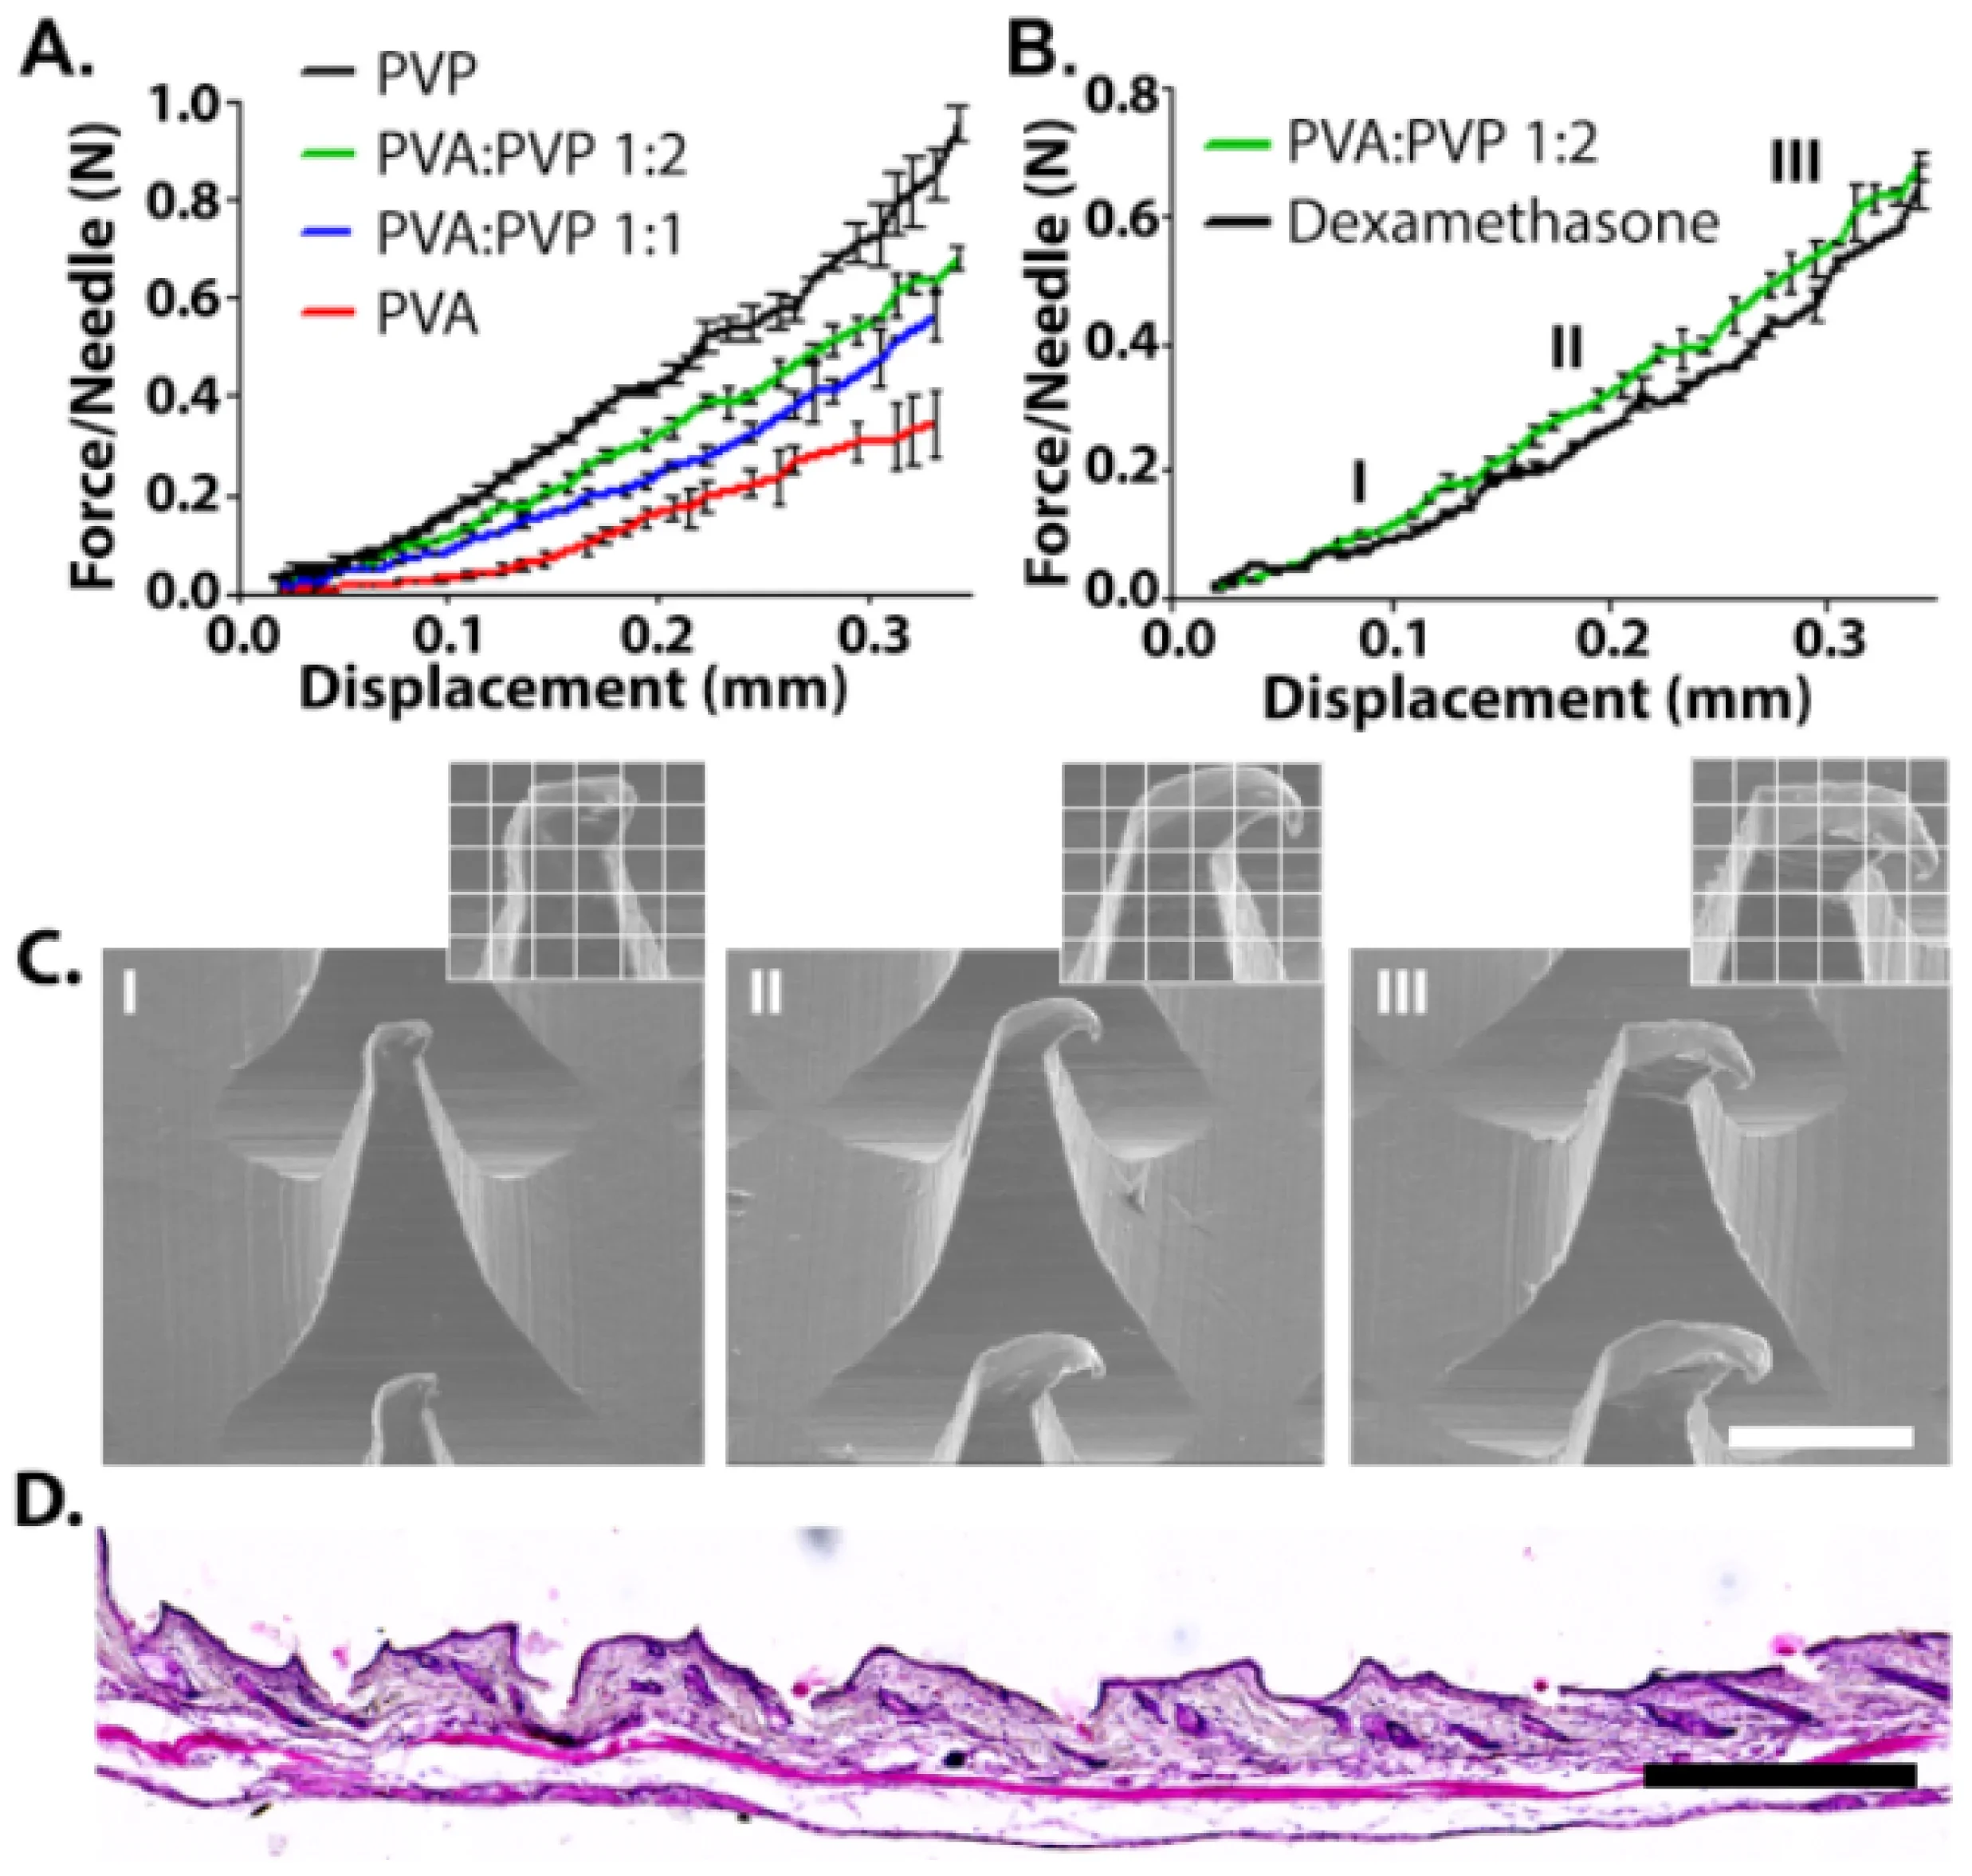 A.
PVP
PVA:PVP 1:2
PVA:PVP 1:1
PVA
1.0
0.8
0.6
0.4
0.2
0.0
Force/Needle (N)
0.0 0.1 0.2 0.3
Displacement (mm)
B.
PVA:PVP 1:2
Dexamethasone
I
II
III
0.8
0.6
0.4
0.2
0.0
Force/Needle (N)
0.0 0.1 0.2 0.3
Displacement (mm)
C.
I
II
III
D.